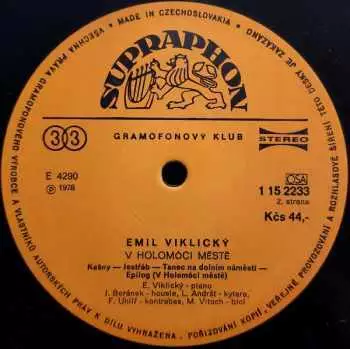 MADE IN CZECHOSLOVAKIA
VŠECHNA PRÁVA GRAMOFONOVÉHO VÝROBCE A VLASTNÍKŮ AUTORSKÝCH PRÁV K DÍLU VYHRAŽENA. POŘIZOVÁNÍ KOPIÍ, VEŘEJNÉ PROVOZOVÁNÍ A ROZHLASOVÉ ŠÍŘENÍ TÉTO DESKY JE ZAKÁZÁNO
SUPRAPHON
33
GRAMOFONOVÝ KLUB
STEREO
E 4290
℗ 1978
OSA
1 15 2233
2. strana
Kčs 44,-
EMIL VIKLICKÝ
V HOLOMÓCI MĚSTĚ
Kašny — Jestřáb — Tanec na dolním náměstí —
Epilog (V Holomóci městě)
E. Viklický - piano
J. Beránek - housle, L. Andršt - kytara,
F. Uhlíř - kontrabas, M. Vitoch - bicí